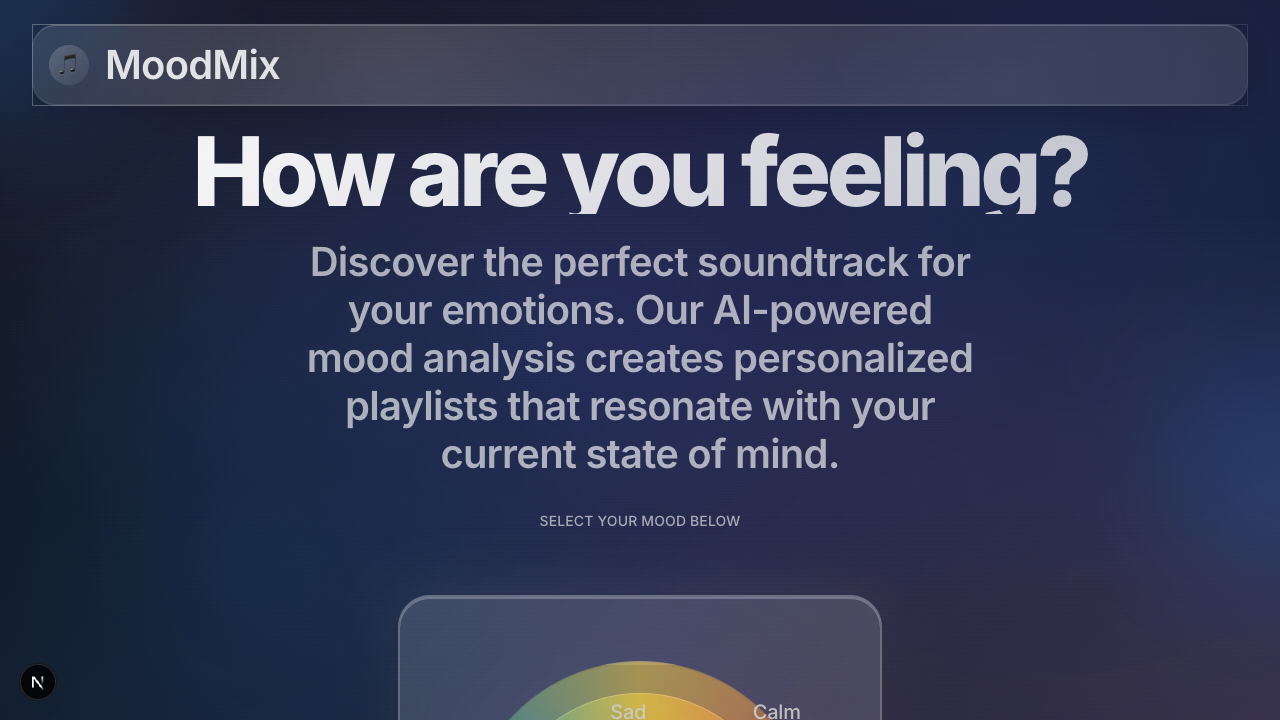 MoodMix
How are you feeling?
Discover the perfect soundtrack for
your emotions. Our AI-powered
mood analysis creates personalized
playlists that resonate with your
current state of mind.
SELECT YOUR MOOD BELOW
Sad Calm
N